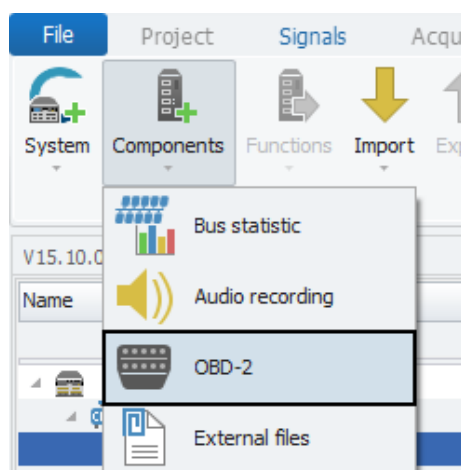 File Project Signals Acqu
System Components Functions Import Exp
Bus statistic
V15.10.0
Audio recording
Name
OBD-2
External files